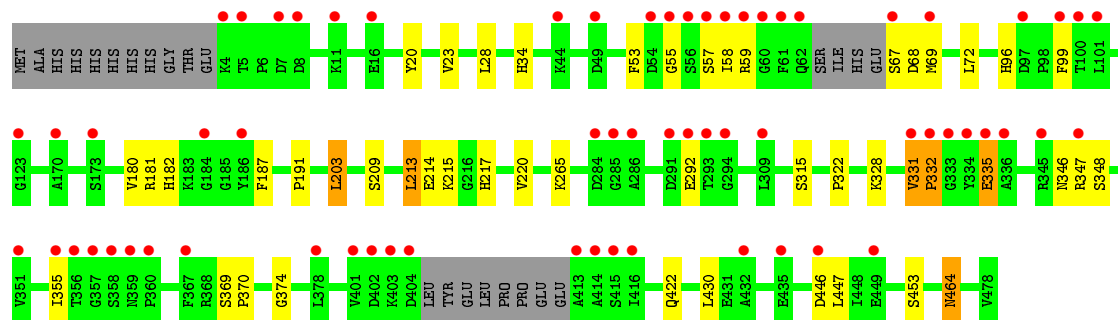 MET ALA HIS HIS HIS HIS HIS HIS GLY THR GLU K4 T5 P6 D7 D8 K11 E16 Y20 V23 L28 H34 K44 D49 F53 D54 G55 S56 S57 I58 R59 G60 F61 Q62 SER ILE HIS GLU S67 D68 M69 L72 H96 D97 P98 F99 T100 L101
G123 A170 S173 V180 R181 H182 K183 G184 G185 Y186 F187 P191 L203 S209 L213 E214 K215 G216 H217 V220 K265 D284 G285 A286 D291 E292 T293 G294 L309 S315 P322 K328 V331 P332 G333 Y334 E335 A336 R345 N346 R347 S348
V351 I355 T356 G357 S358 N359 P360 F367 R368 S369 P370 G374 L378 V401 D402 K403 D404 LEU TYR GLU LEU PRO PRO GLU GLU A413 A414 S415 I416 Q422 L430 E431 A432 E435 D446 L447 I448 E449 S453 N464 V478